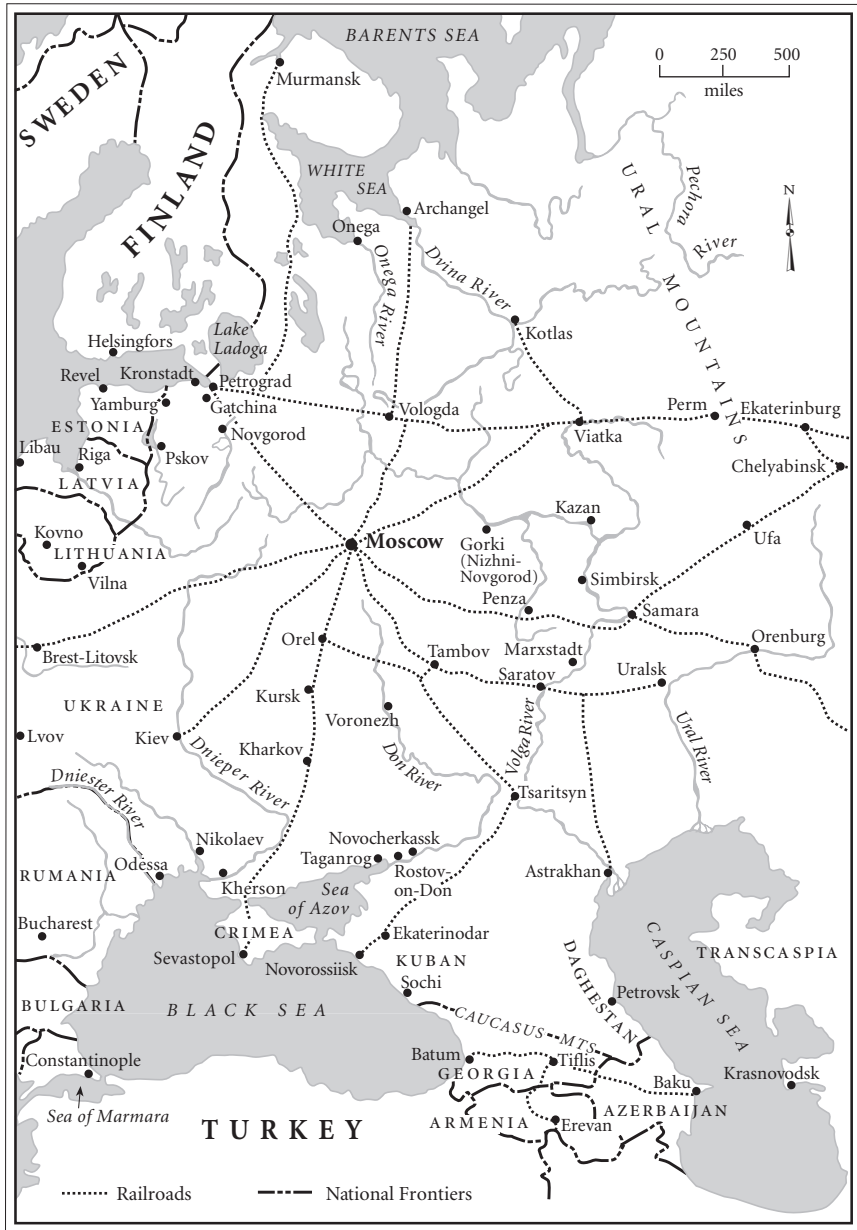 BARENTS SEA
0 250 500
miles
Murmansk
SWEDEN
FINLAND
WHITE
SEA
Archangel
Onega
Onega River
Dvina River
Pechora
River
URAL MOUNTAINS
N
Kotlas
Helsingfors
Lake
Ladoga
Revel
Kronstadt
Petrograd
Yamburg
Gatchina
Vologda
Perm
Ekaterinburg
ESTONIA
Novgorod
Viatka
Libau
Riga
Pskov
Chelyabinsk
LATVIA
Kovno
LITHUANIA
Vilna
Moscow
Gorki
(Nizhni-
Novgorod)
Kazan
Ufa
Simbirsk
Penza
Samara
Brest-Litovsk
Orel
Tambov
Marxstadt
Orenburg
Saratov
Uralsk
UKRAINE
Kursk
Voronezh
Lvov
Kiev
Kharkov
Dnieper River
Don River
Volga River
Ural River
Dniester River
Tsaritsyn
Nikolaev
Novocherkassk
Taganrog
Odessa
Rostov-
on-Don
Astrakhan
RUMANIA
Kherson
Sea
of Azov
Bucharest
CRIMEA
Ekaterinodar
Sevastopol
Novorossiisk
KUBAN
Sochi
CASPIAN SEA
TRANSCASPIA
DAGHESTAN
Petrovsk
BULGARIA
BLACK SEA
CAUCASUS MTS
Constantinople
Batum
Tiflis
GEORGIA
Baku
Krasnovodsk
Sea of Marmara
TURKEY
ARMENIA
Erevan
AZERBAIJAN
Railroads
National Frontiers